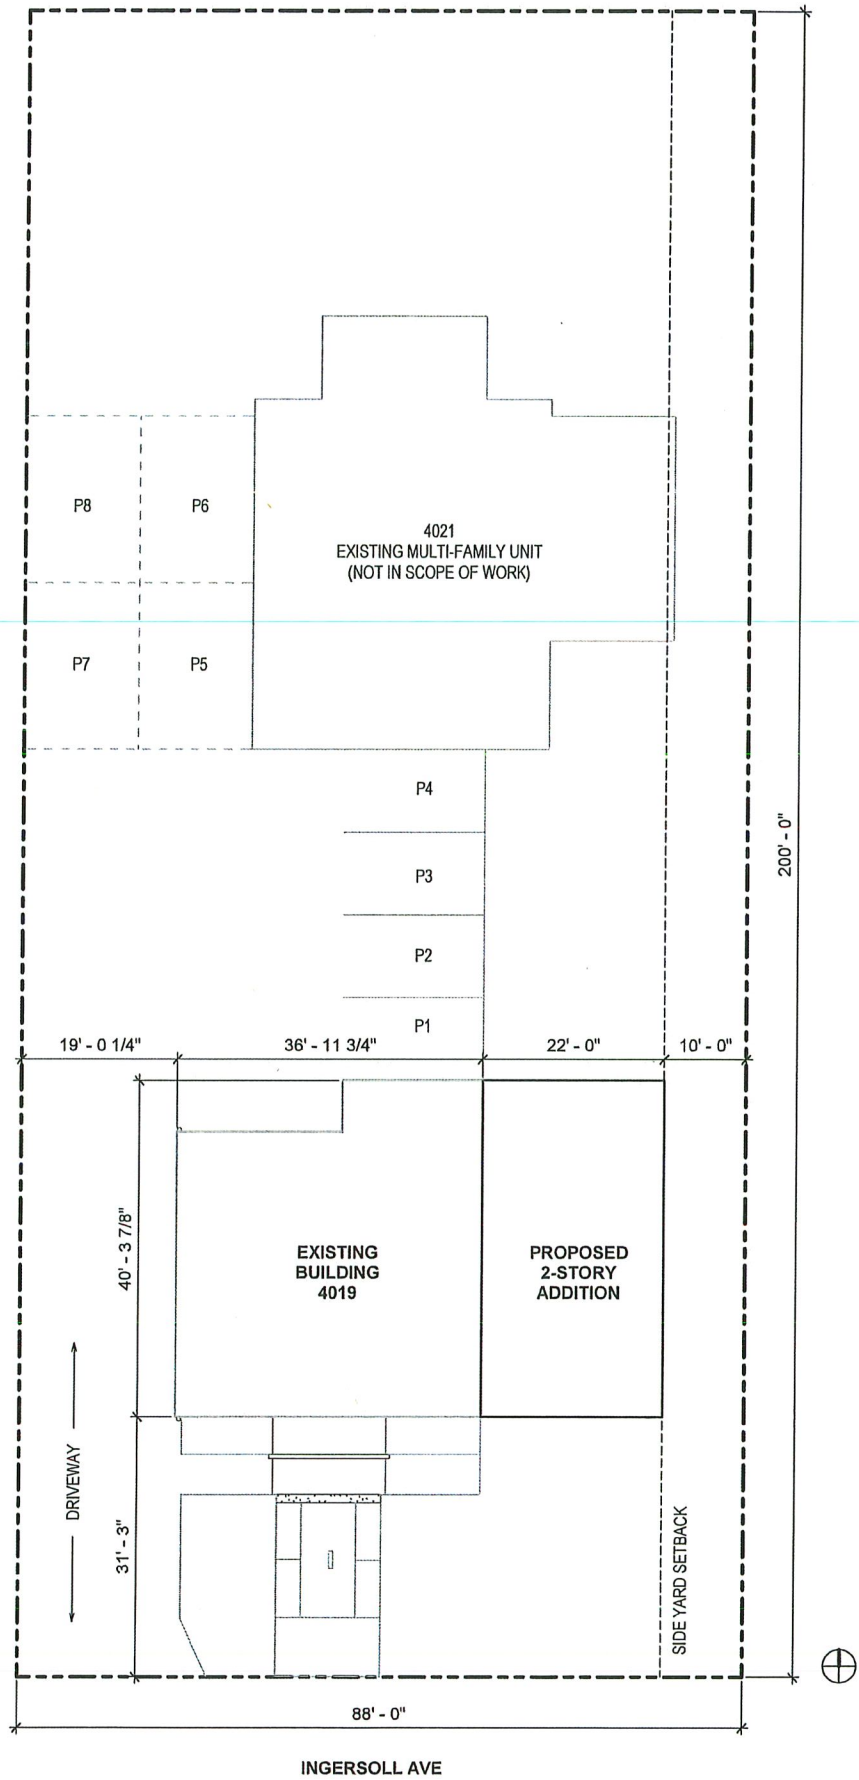 P8
P6
4021
EXISTING MULTI-FAMILY UNIT
(NOT IN SCOPE OF WORK)
P7
P5
P4
200' - 0"
P3
P2
P1
19' - 0 1/4"
36' - 11 3/4"
22' - 0"
10' - 0"
40' - 3 7/8"
EXISTING
BUILDING
4019
PROPOSED
2-STORY
ADDITION
DRIVEWAY
31' - 3"
SIDE YARD SETBACK
88' - 0"
INGERSOLL AVE